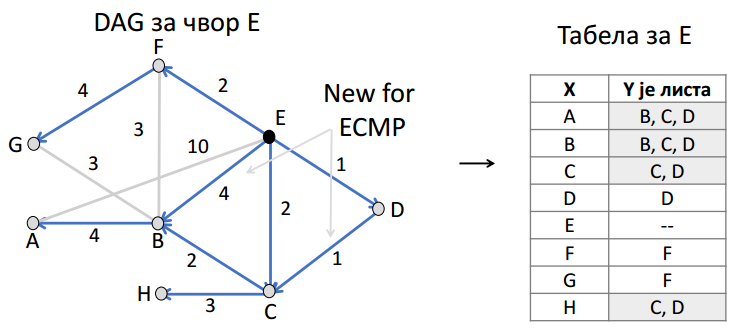 DAG за чвор Е
F
4
2
New for
ECMP
E
3
10
G
3
4
1
2
D
A
4
B
2
1
H
3
C
Табела за Е
X Y је листа
A B, C, D
B B, C, D
C C, D
D D
E --
F F
G F
H C, D